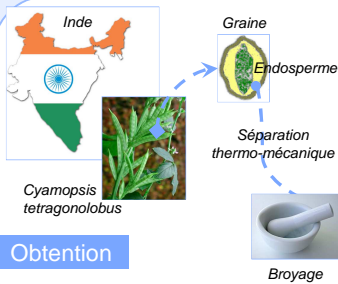 Inde
Graine
Endosperme
Séparation
thermo-mécanique
Cyamopsis
tetragonolobus
Obtention
Broyage